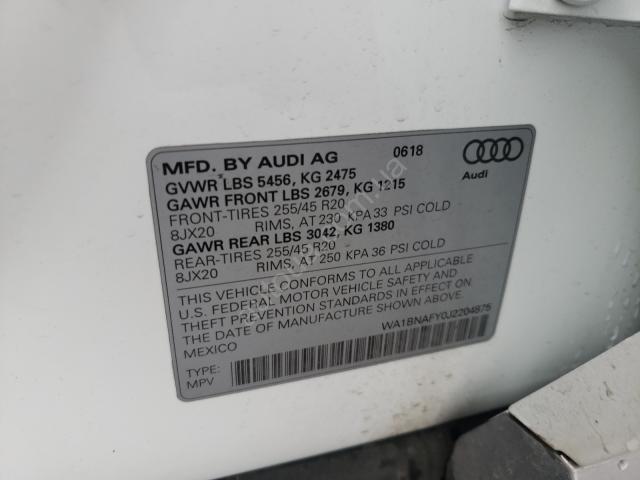 MFD. BY AUDI AG 0618
Audi
GVWR LBS 5456, KG 2475
GAWR FRONT LBS 2679, KG 1215
FRONT-TIRES 255/45 R20
8JX20 RIMS, AT 230 KPA 33 PSI COLD
GAWR REAR LBS 3042, KG 1380
REAR-TIRES 255/45 R20
8JX20 RIMS, AT 250 KPA 36 PSI COLD
THIS VEHICLE CONFORMS TO ALL APPLICABLE
U.S. FEDERAL MOTOR VEHICLE SAFETY AND
THEFT PREVENTION STANDARDS IN EFFECT ON
THE DATE OF MANUFACTURE SHOWN ABOVE.
MEXICO WA1BNAFY0J2204875
TYPE:
MPV